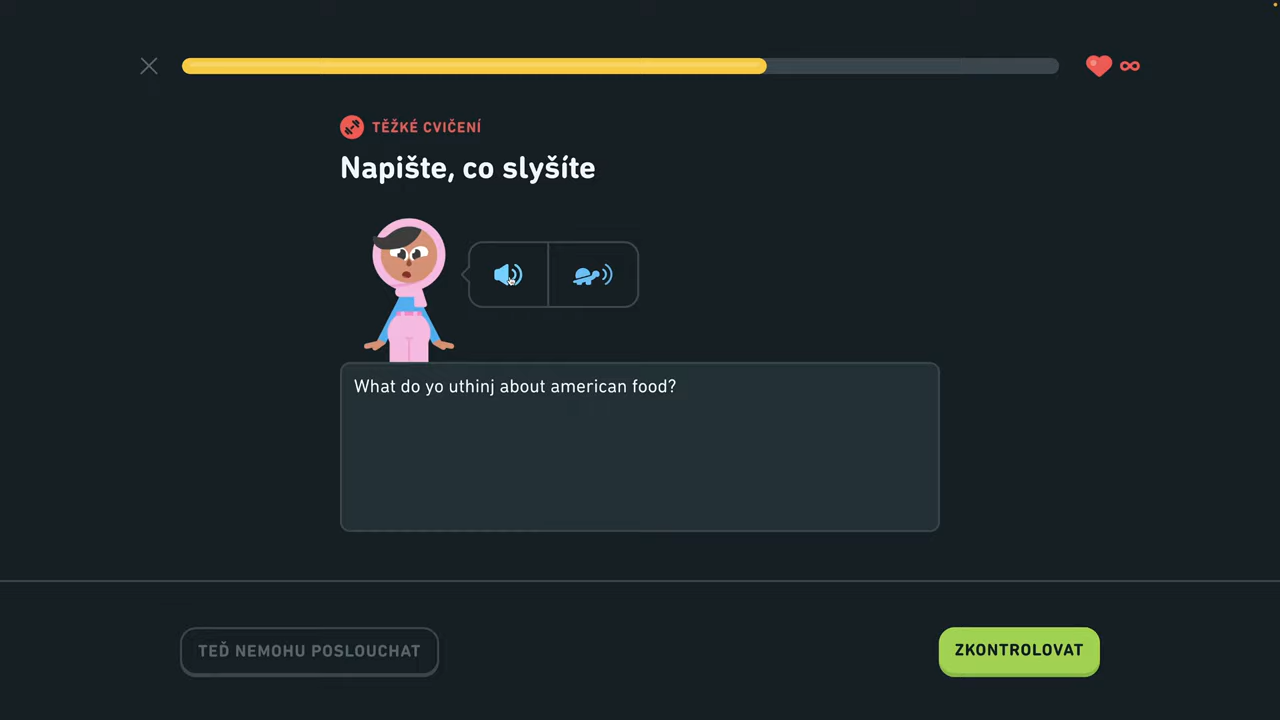 TĚŽKÉ CVIČENÍ
Napište, co slyšíte
What do yo uthinj about american food?
TEĎ NEMOHU POSLOUCHAT
ZKONTROLOVAT